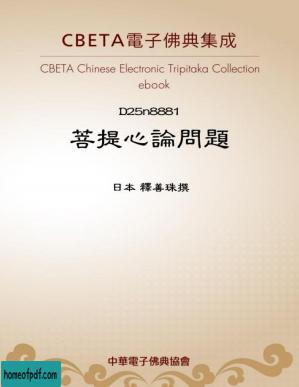 CBETA電子佛典集成
CBETA Chinese Electronic Tripitaka Collection
ebook
D25n8881
菩提心論問題
日本 釋善珠撰
中華電子佛典協會
homeofpdf.com